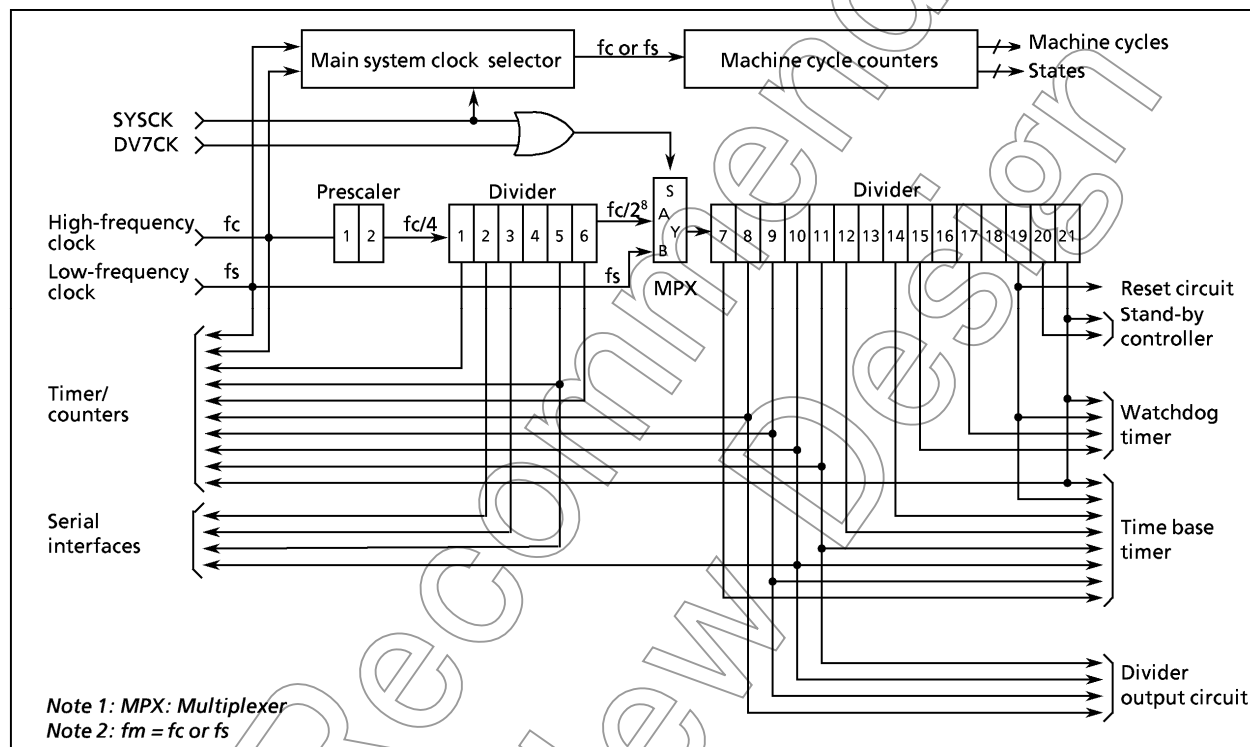 Main system clock selector
fc or fs
Machine cycle counters
Machine cycles
States
SYSCK
DV7CK
Prescaler
Divider
Divider
High-frequency
clock
fc
1 2
fc/4
1 2 3 4 5 6
fc/2⁸
S
A
Y
B
7 8 9 10 11 12 13 14 15 16 17 18 19 20 21
Low-frequency
clock
fs
fs
MPX
Reset circuit
Stand-by
controller
Timer/
counters
Watchdog
timer
Serial
interfaces
Time base
timer
Divider
output circuit
Note 1: MPX: Multiplexer
Note 2: fm = fc or fs
Recommend
New Design